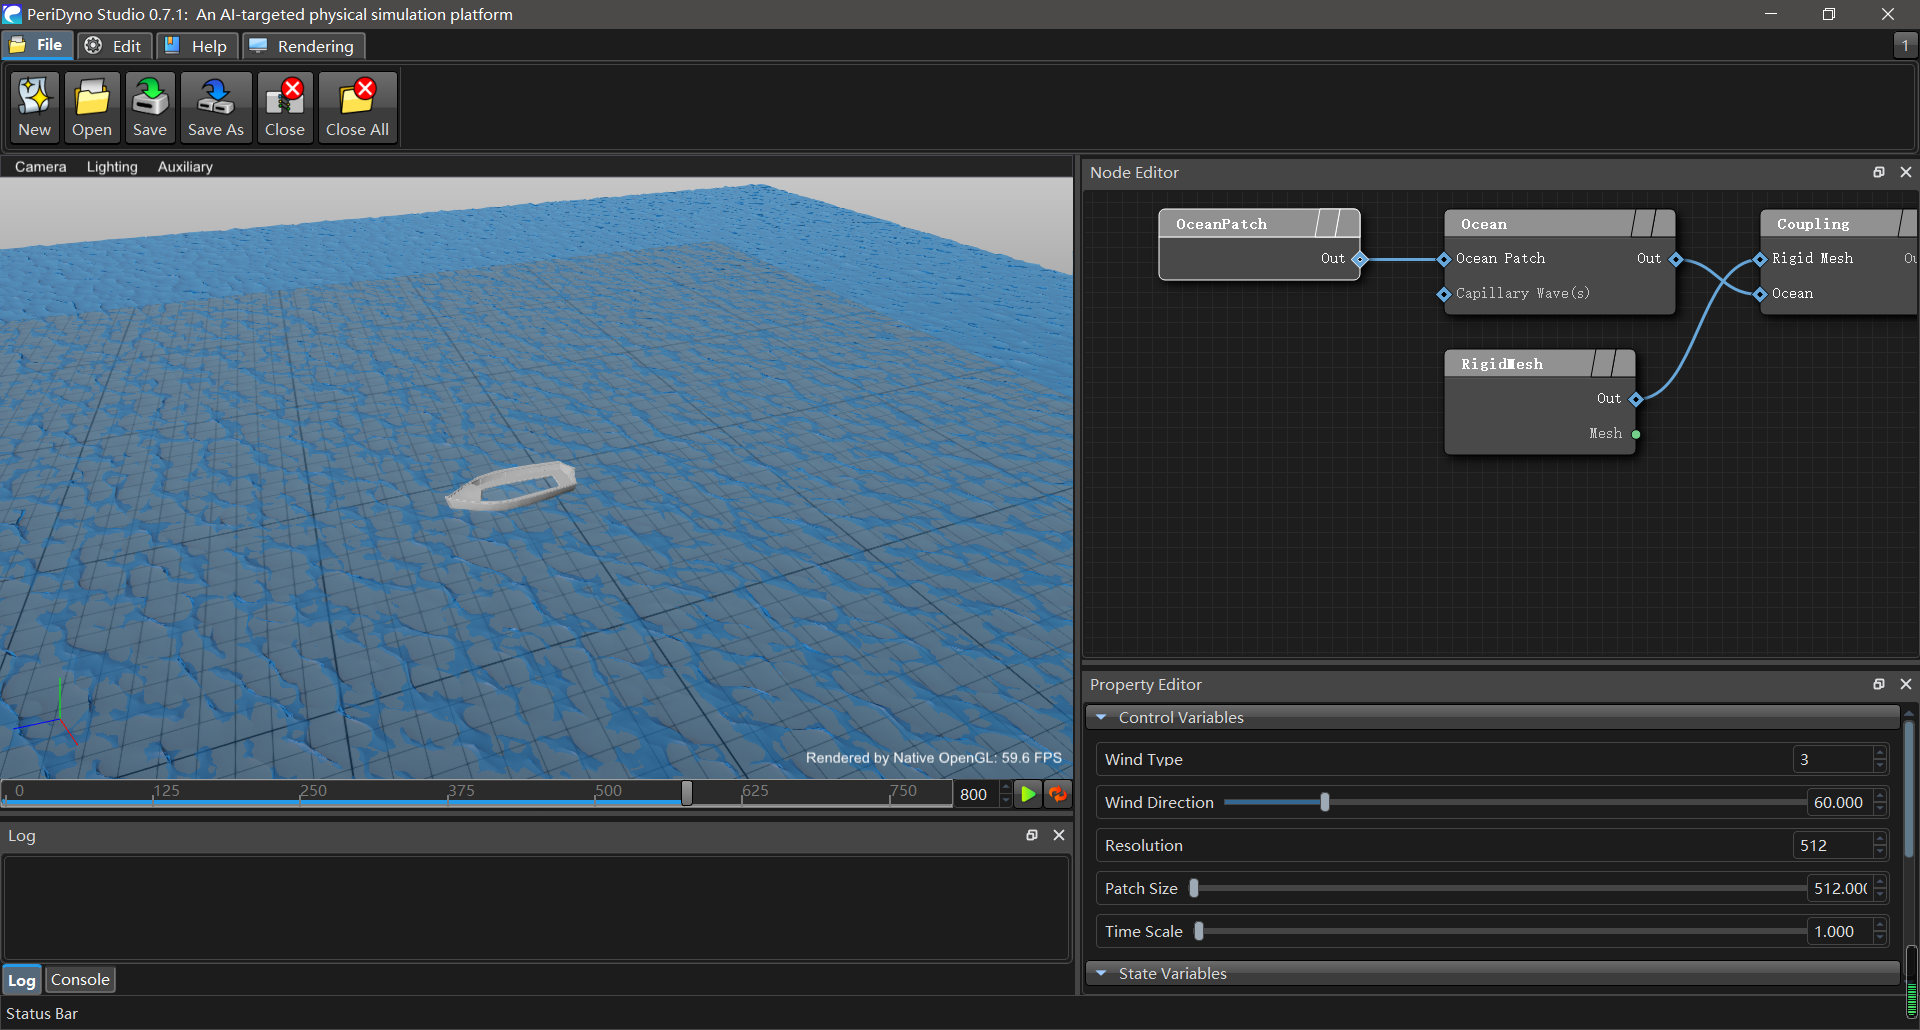 PeriDyno Studio 0.7.1: An AI-targeted physical simulation platform
File Edit Help Rendering 1
New Open Save Save As Close Close All
Camera Lighting Auxiliary
Rendered by Native OpenGL: 59.6 FPS
0 125 250 375 500 625 750 800
Log
Log Console
Status Bar
Node Editor
OceanPatch
Out
Ocean
Ocean Patch Out
Capillary Wave(s)
Coupling
Rigid Mesh
Ocean
RigidMesh
Out
Mesh
Property Editor
Control Variables
Wind Type 3
Wind Direction 60.000
Resolution 512
Patch Size 512.00
Time Scale 1.000
State Variables